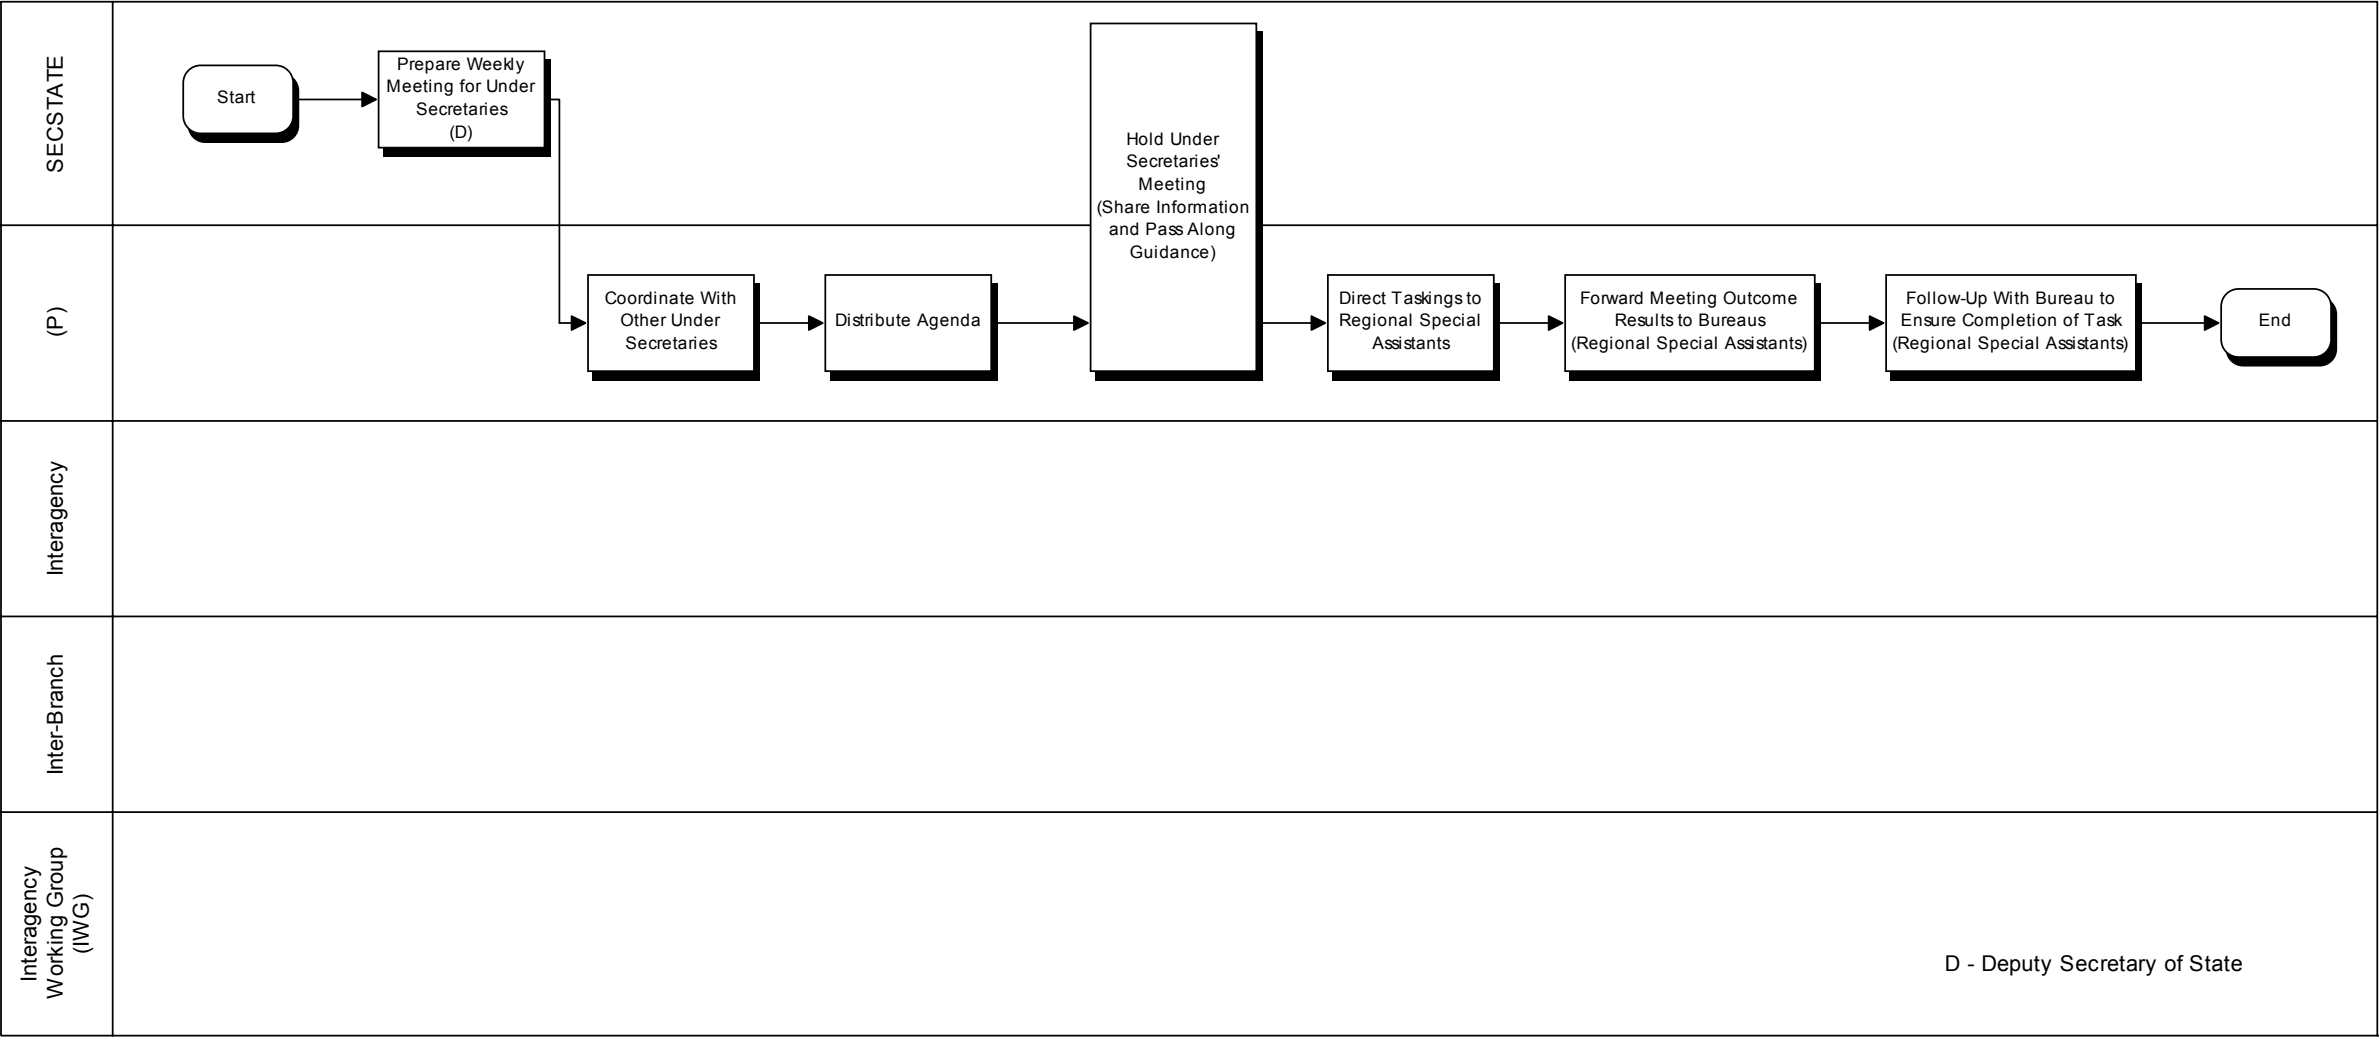 SECSTATE
Start
Prepare Weekly
Meeting for Under
Secretaries
(D)
Hold Under
Secretaries'
Meeting
(Share Information
and Pass Along
Guidance)
(P)
Coordinate With
Other Under
Secretaries
Distribute Agenda
Direct Taskings to
Regional Special
Assistants
Forward Meeting Outcome
Results to Bureaus
(Regional Special Assistants)
Follow-Up With Bureau to
Ensure Completion of Task
(Regional Special Assistants)
End
Interagency
Inter-Branch
Interagency
Working Group
(IWG)
D - Deputy Secretary of State